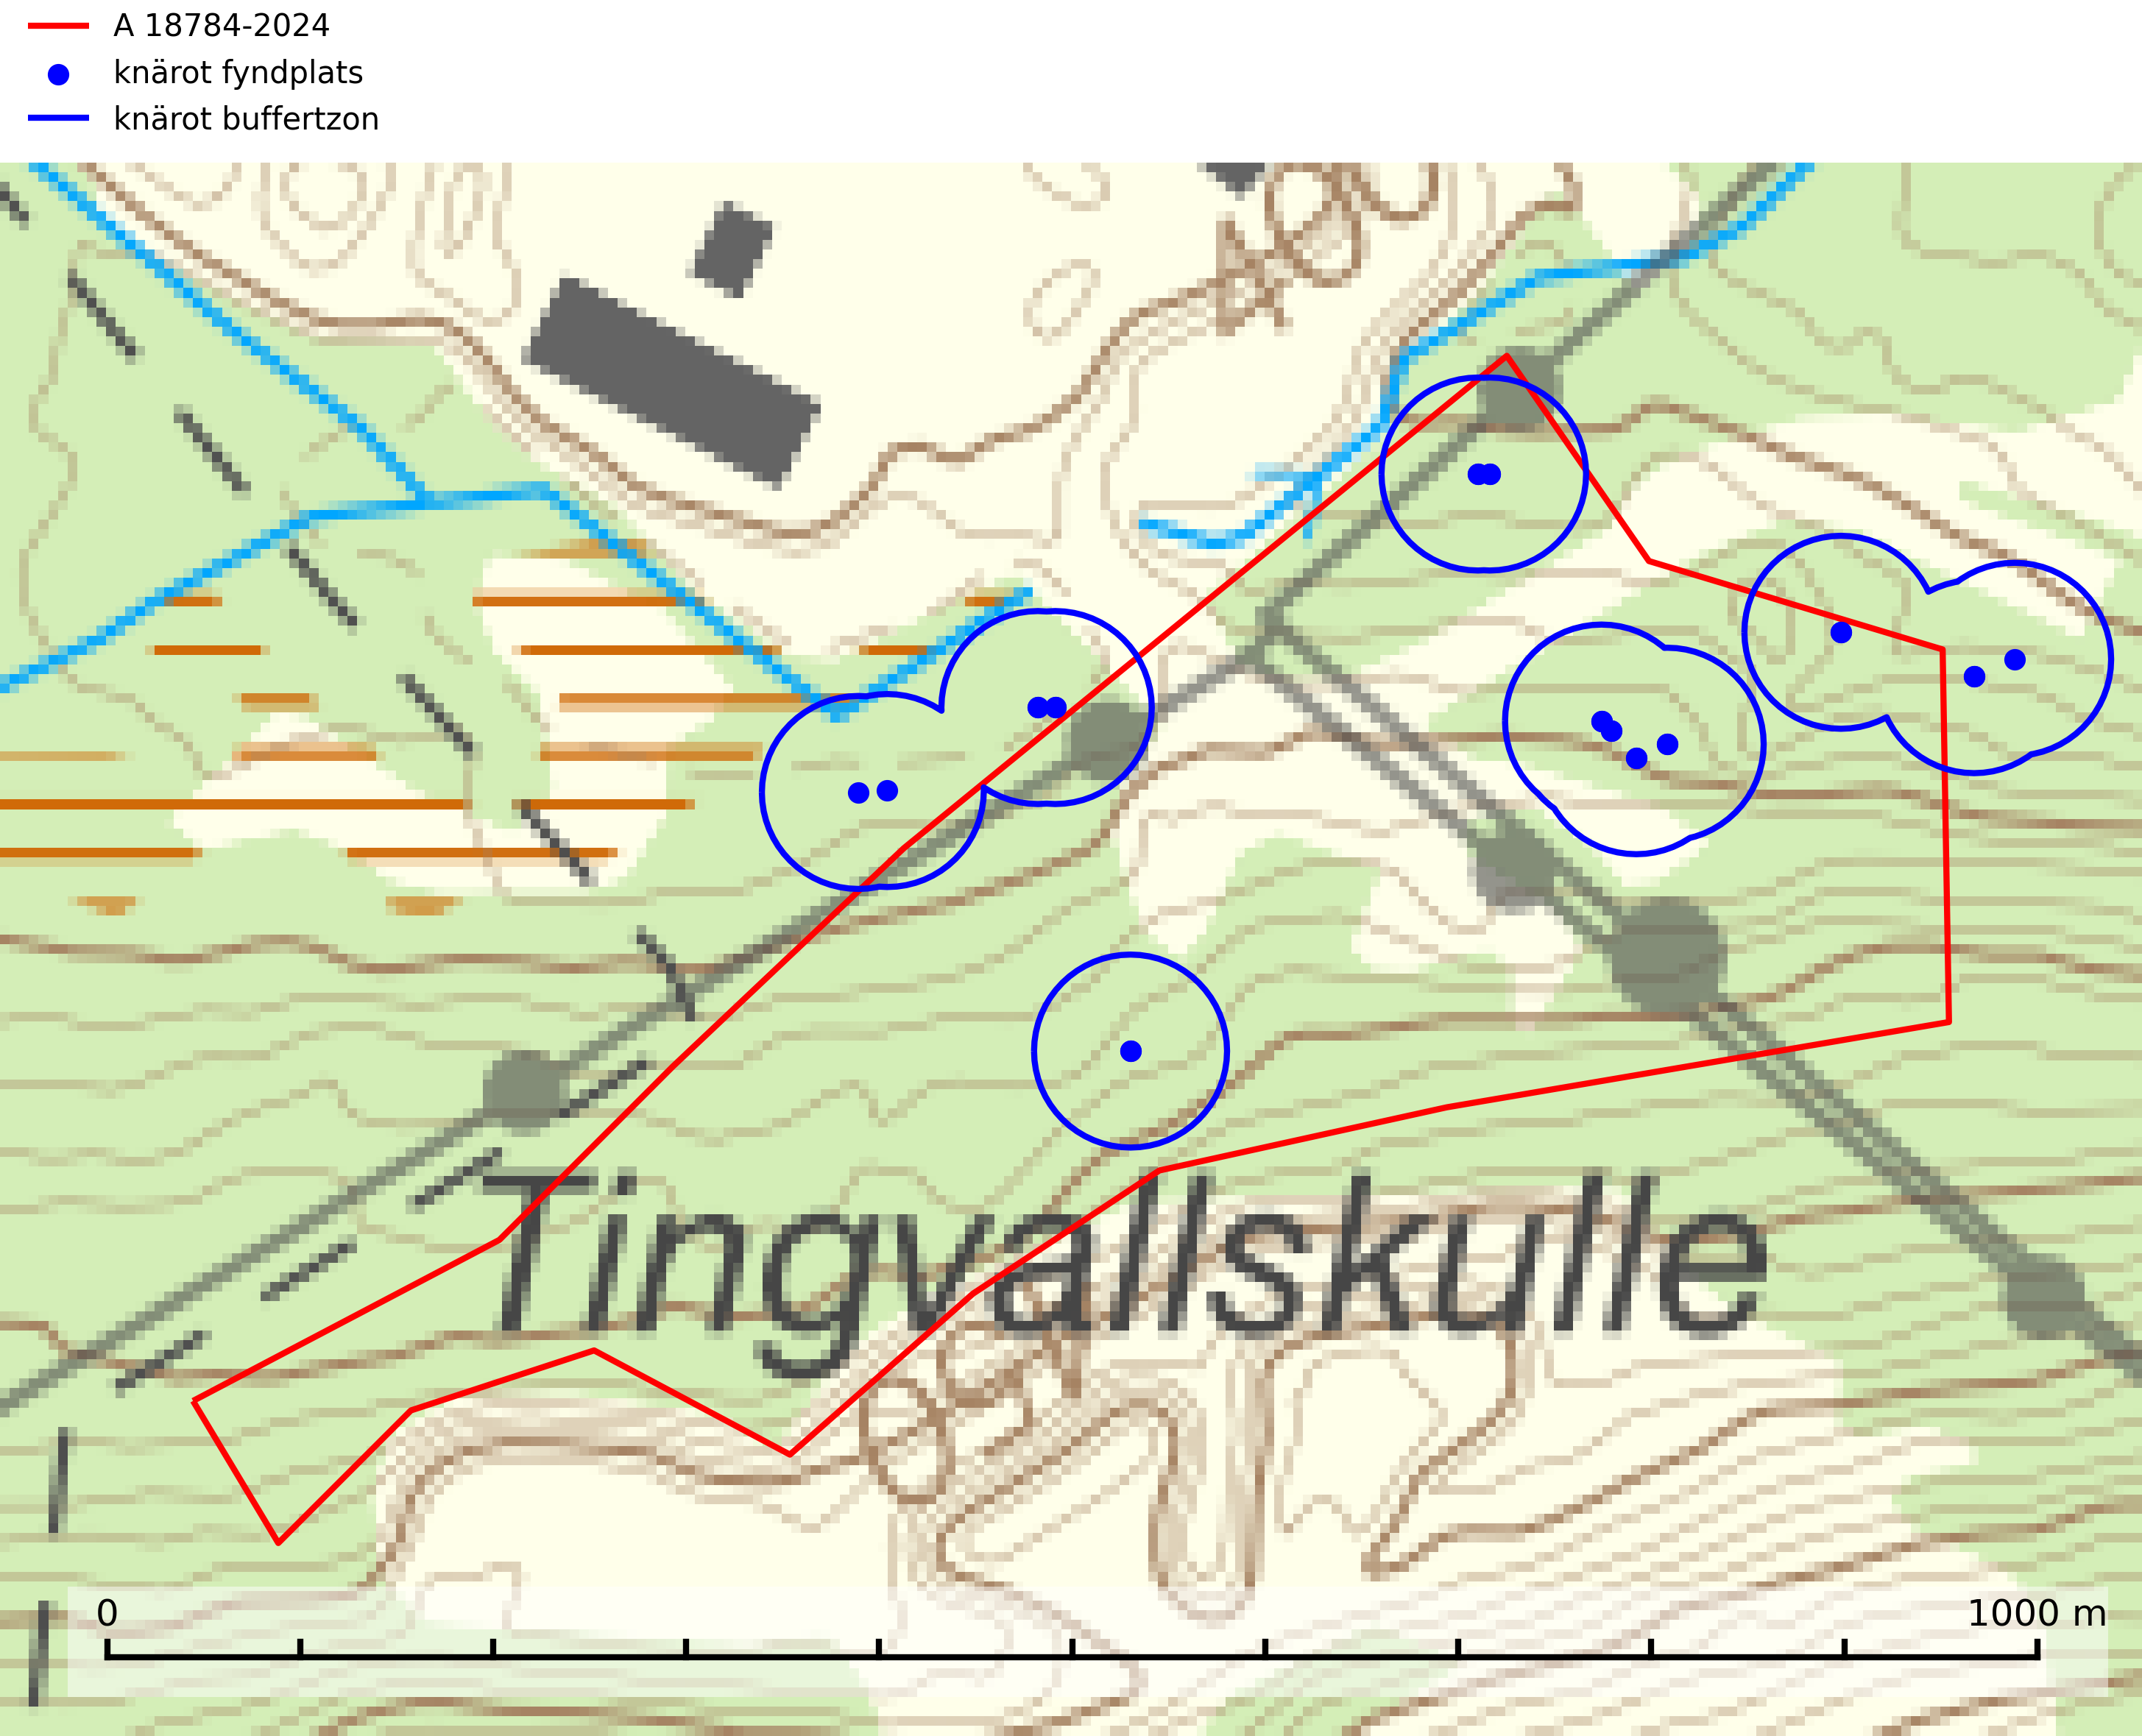 A 18784-2024
knärot fyndplats
knärot buffertzon
Tingvallskulle
0
1000 m